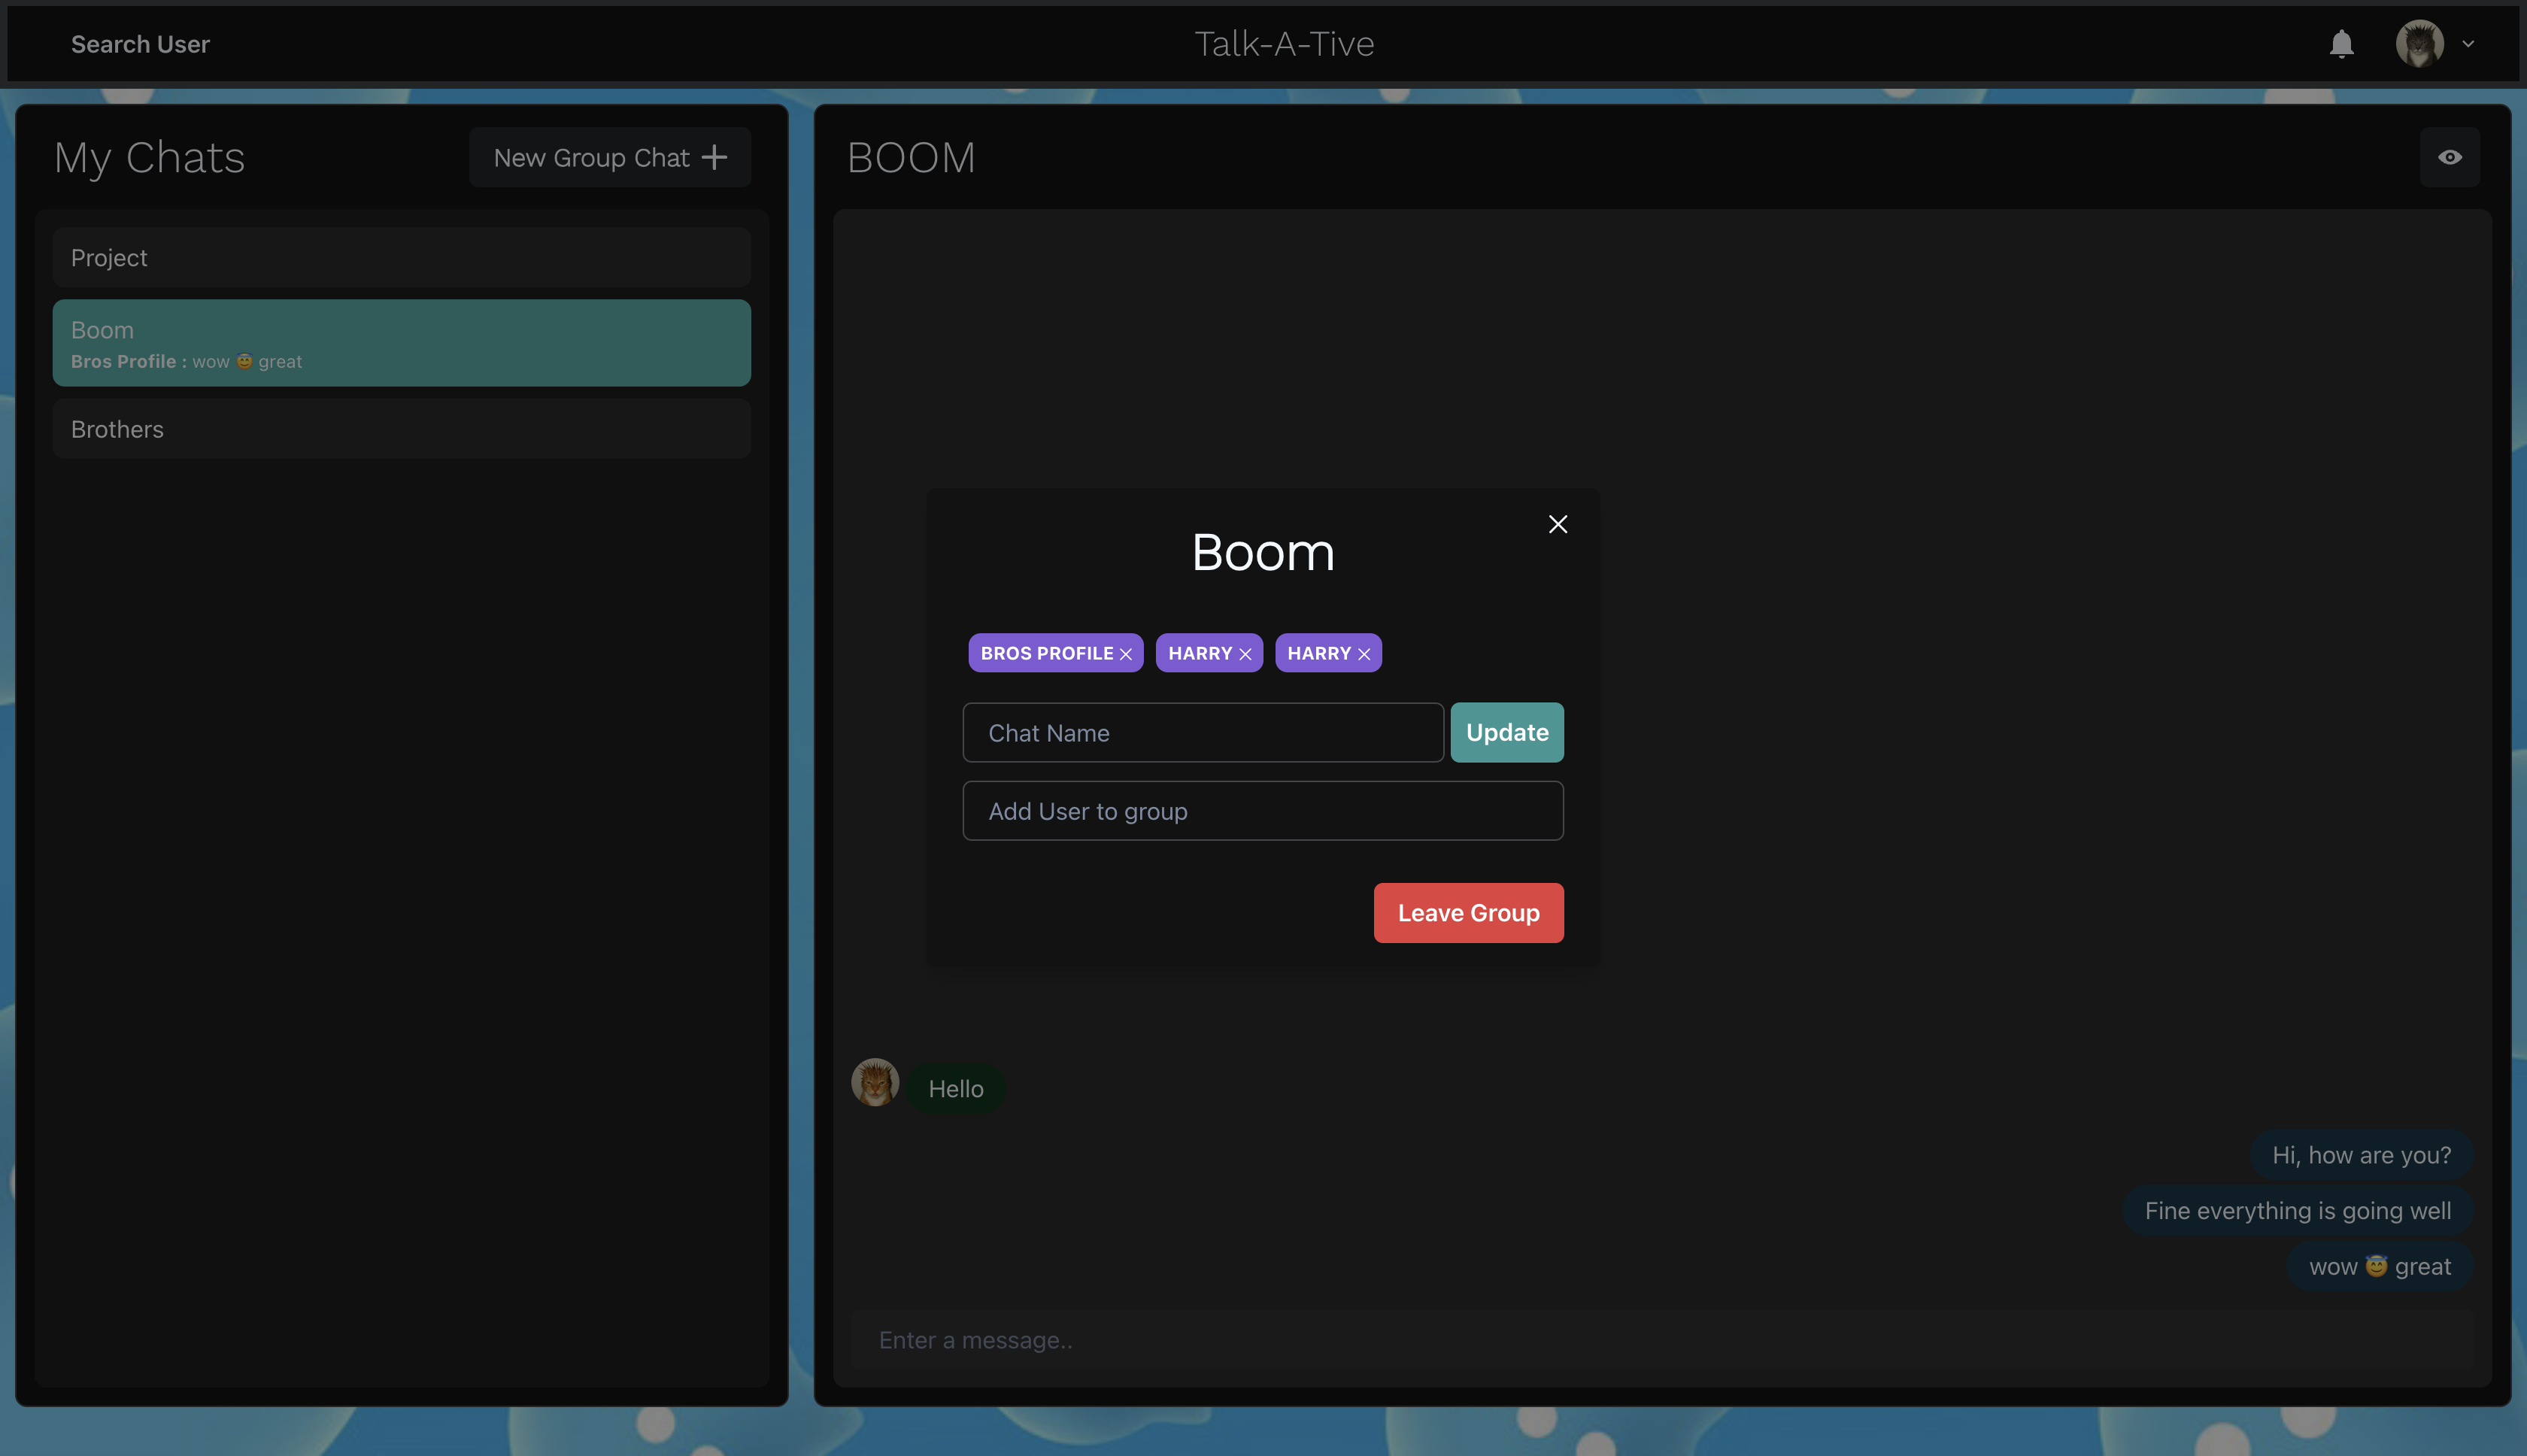 Search User
Talk-A-Tive
My Chats
New Group Chat
Project
Boom
Bros Profile : wow 😇 great
Brothers
BOOM
Boom
BROS PROFILE HARRY HARRY
Chat Name
Update
Add User to group
Leave Group
Hello
Hi, how are you?
Fine everything is going well
wow 😇 great
Enter a message..